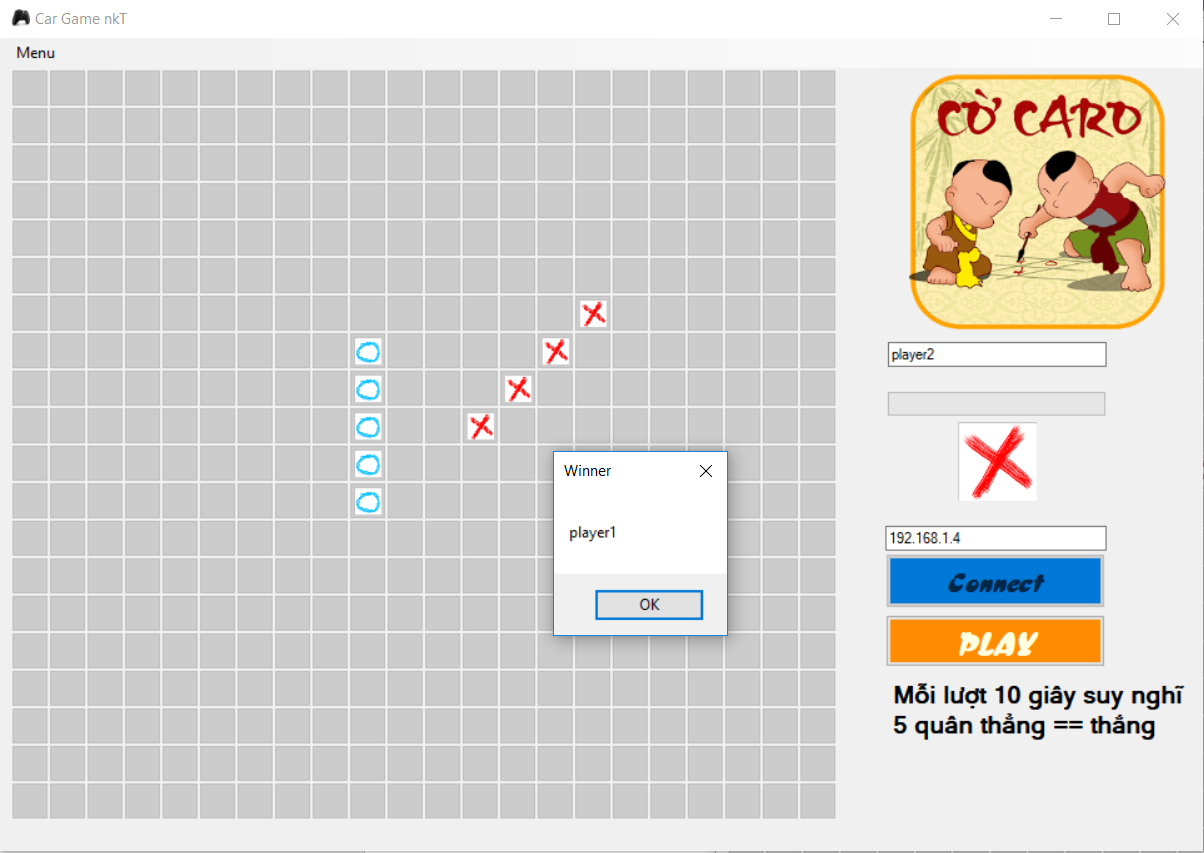 Car Game nkT
Menu
CỜ CARO
player2
192.168.1.4
Connect
PLAY
Mỗi lượt 10 giây suy nghĩ
5 quân thẳng == thắng
Winner
player1
OK